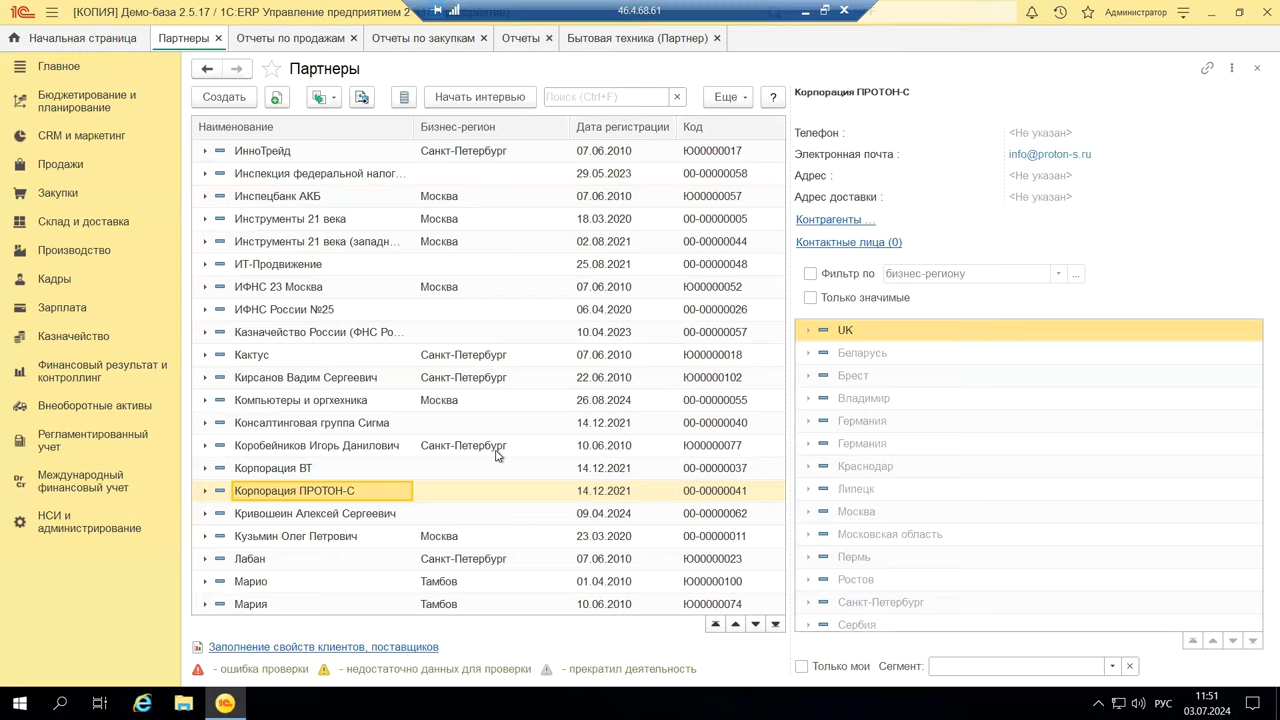 [КОПИЯ] Демо-база 2.5.17 / 1С:ERP Управление предприятием 2
46.4.68.61
Администратор
Начальная страница
Партнеры
Отчеты по продажам
Отчеты по закупкам
Отчеты
Бытовая техника (Партнер)
Главное
Бюджетирование и
планирование
CRM и маркетинг
Продажи
Закупки
Склад и доставка
Производство
Кадры
Зарплата
Казначейство
Финансовый результат и
контроллинг
Внеоборотные активы
Регламентированный
учет
Международный
финансовый учет
НСИ и
администрирование
Партнеры
Создать
Начать интервью
Поиск (Ctrl+F)
Еще
?
Наименование Бизнес-регион Дата регистрации Код
ИнноТрейд Санкт-Петербург 07.06.2010 Ю00000017
Инспекция федеральной налог... 29.05.2023 00-00000058
Инспецбанк АКБ Москва 07.06.2010 Ю00000057
Инструменты 21 века Москва 18.03.2020 00-00000005
Инструменты 21 века (западн... Москва 02.08.2021 00-00000044
ИТ-Продвижение 25.08.2021 00-00000048
ИФНС 23 Москва Москва 07.06.2010 Ю00000052
ИФНС России №25 06.04.2020 00-00000026
Казначейство России (ФНС Ро... 10.04.2023 00-00000057
Кактус Санкт-Петербург 07.06.2010 Ю00000018
Кирсанов Вадим Сергеевич Санкт-Петербург 22.06.2010 Ю00000102
Компьютеры и оргхехника Москва 26.08.2024 00-00000055
Консалтинговая группа Сигма 14.12.2021 00-00000040
Коробейников Игорь Данилович Санкт-Петербург 10.06.2010 Ю00000077
Корпорация ВТ 14.12.2021 00-00000037
Корпорация ПРОТОН-С 14.12.2021 00-00000041
Кривошеин Алексей Сергеевич 09.04.2024 00-00000062
Кузьмин Олег Петрович Москва 23.03.2020 00-00000011
Лабан Санкт-Петербург 07.06.2010 Ю00000023
Марио Тамбов 01.04.2010 Ю00000100
Мария Тамбов 10.06.2010 Ю00000074
Заполнение свойств клиентов, поставщиков
- ошибка проверки - недостаточно данных для проверки - прекратил деятельность
Корпорация ПРОТОН-С
Телефон : <Не указан>
Электронная почта : info@proton-s.ru
Адрес : <Не указан>
Адрес доставки : <Не указан>
Контрагенты ...
Контактные лица (0)
Фильтр по бизнес-региону ...
Только значимые
UK
Беларусь
Брест
Владимир
Германия
Германия
Краснодар
Липецк
Москва
Московская область
Пермь
Ростов
Санкт-Петербург
Сербия
Только мои Сегмент:
РУС
11:51
03.07.2024